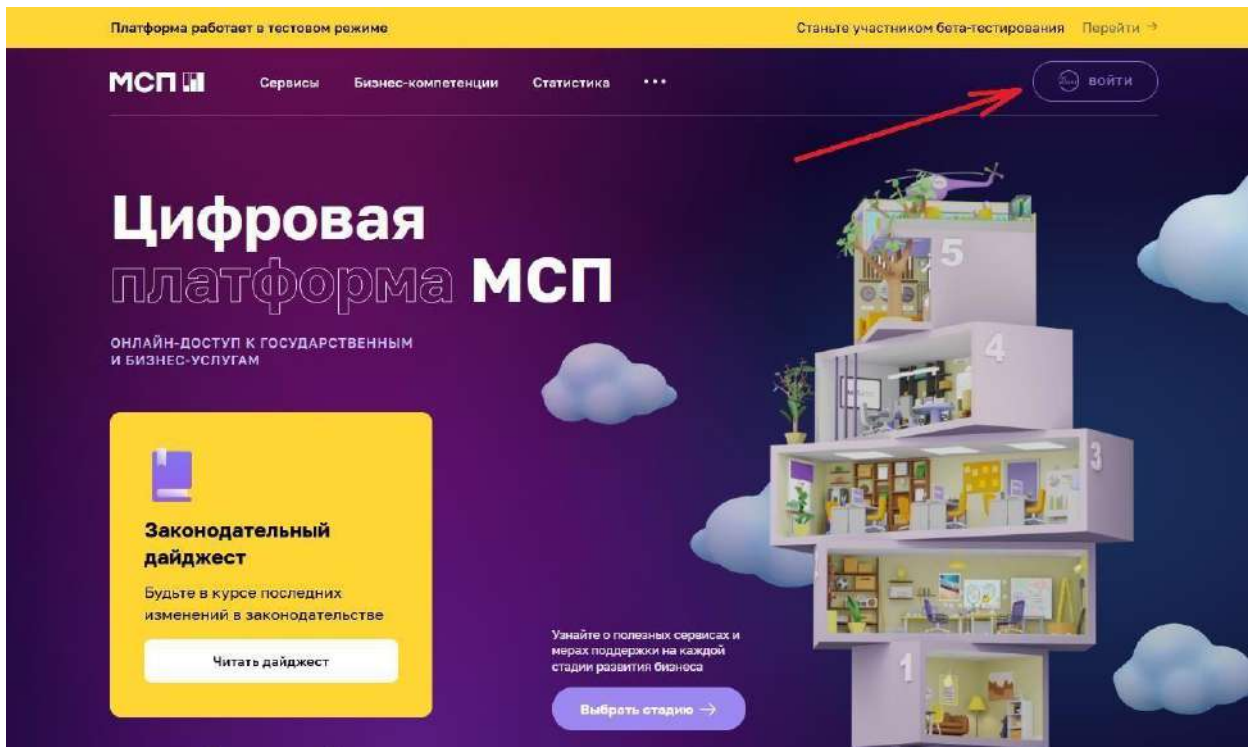 Платформа работает в тестовом режиме
Станьте участником бета-тестирования Перейти →
МСП
Сервисы Бизнес-компетенции Статистика •••
ВОЙТИ
Цифровая
платформа МСП
ОНЛАЙН-ДОСТУП К ГОСУДАРСТВЕННЫМ
И БИЗНЕС-УСЛУГАМ
Законодательный
дайджест
Будьте в курсе последних
изменений в законодательстве
Читать дайджест
Узнайте о полезных сервисах и
мерах поддержки на каждой
стадии развития бизнеса
Выбрать стадию →
5
4
3
1